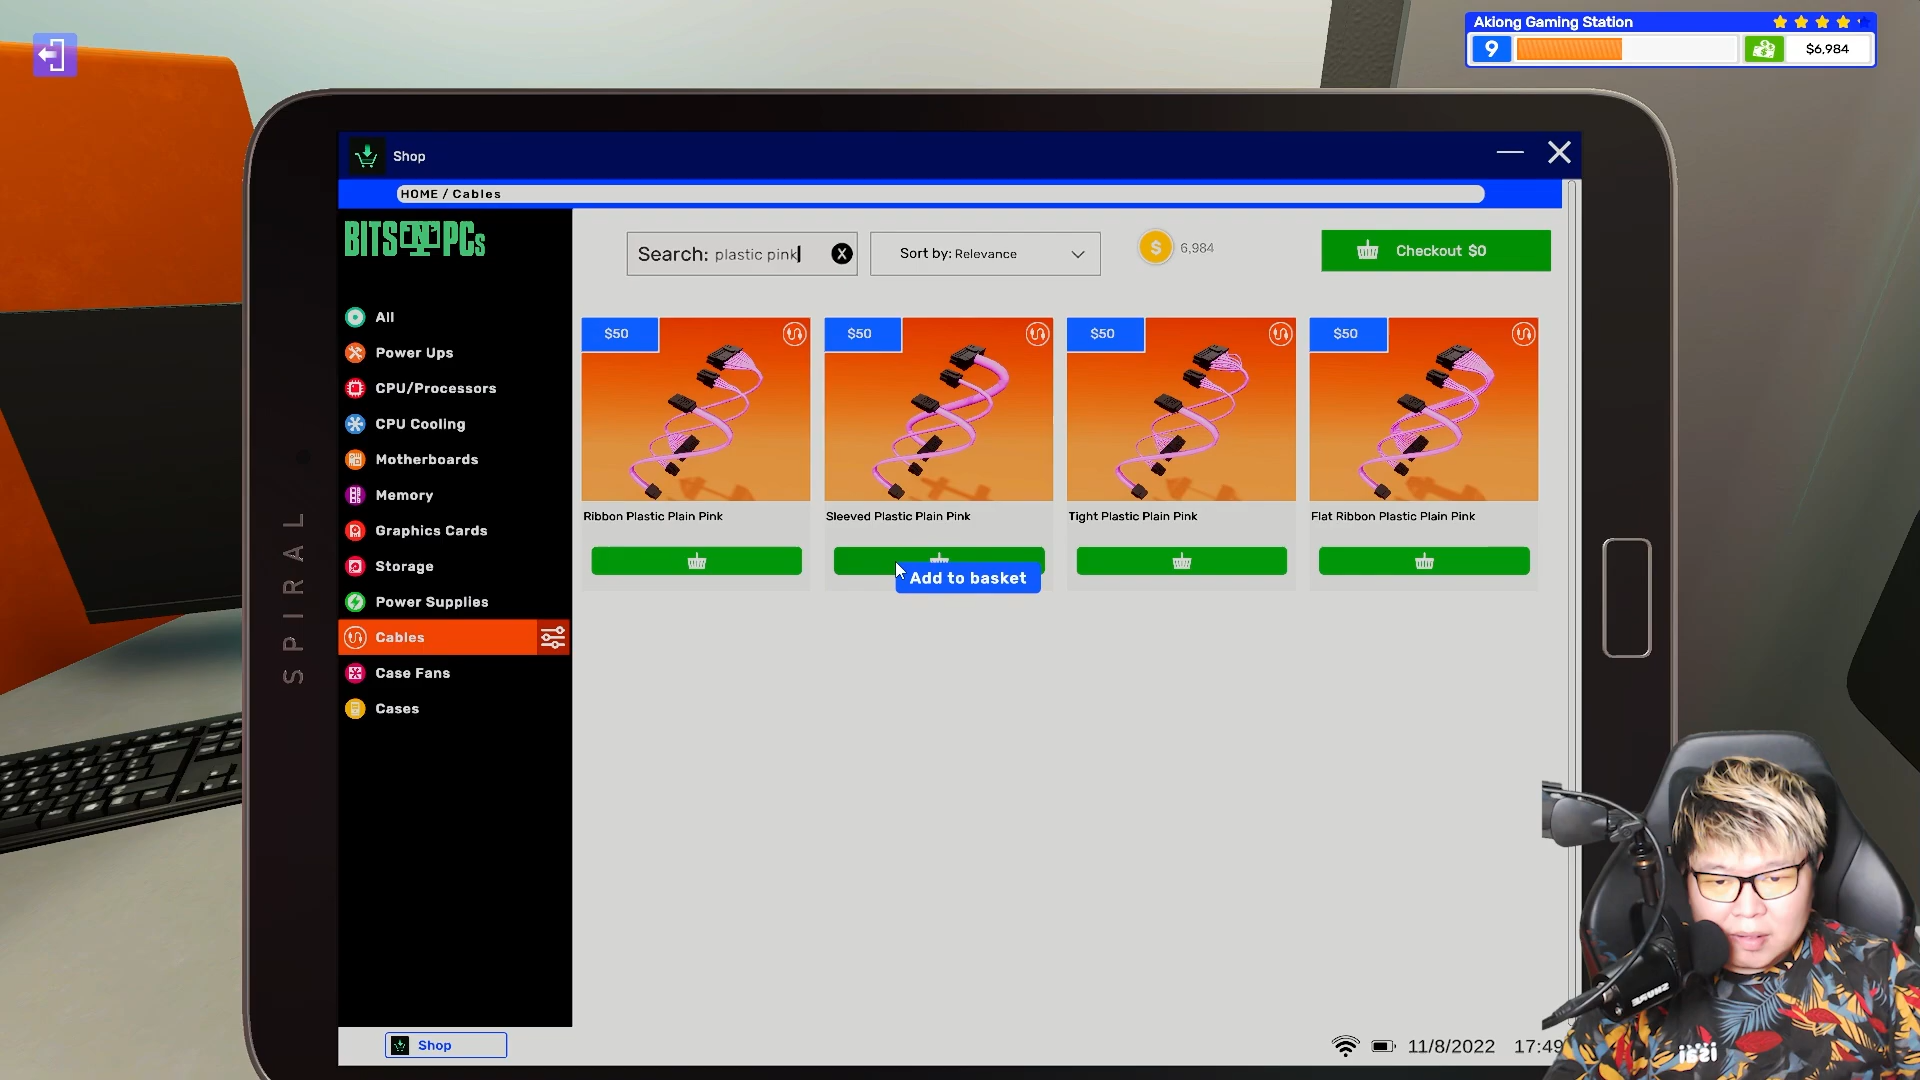 Akiong Gaming Station
9
$6,984
Shop
HOME / Cables
BITS N PCs
Search: plastic pink
X
Sort by: Relevance
$
6,984
Checkout $0
All
Power Ups
CPU/Processors
CPU Cooling
Motherboards
Memory
Graphics Cards
Storage
Power Supplies
Cables
Case Fans
Cases
$50
$50
$50
$50
Ribbon Plastic Plain Pink
Sleeved Plastic Plain Pink
Tight Plastic Plain Pink
Flat Ribbon Plastic Plain Pink
Add to basket
SPIRAL
SHURE
Shop
11/8/2022
17:49